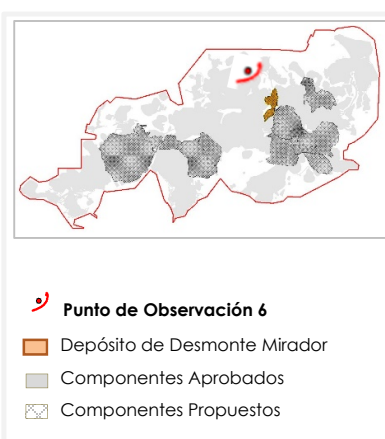 Punto de Observación 6
Depósito de Desmonte Mirador
Componentes Aprobados
Componentes Propuestos